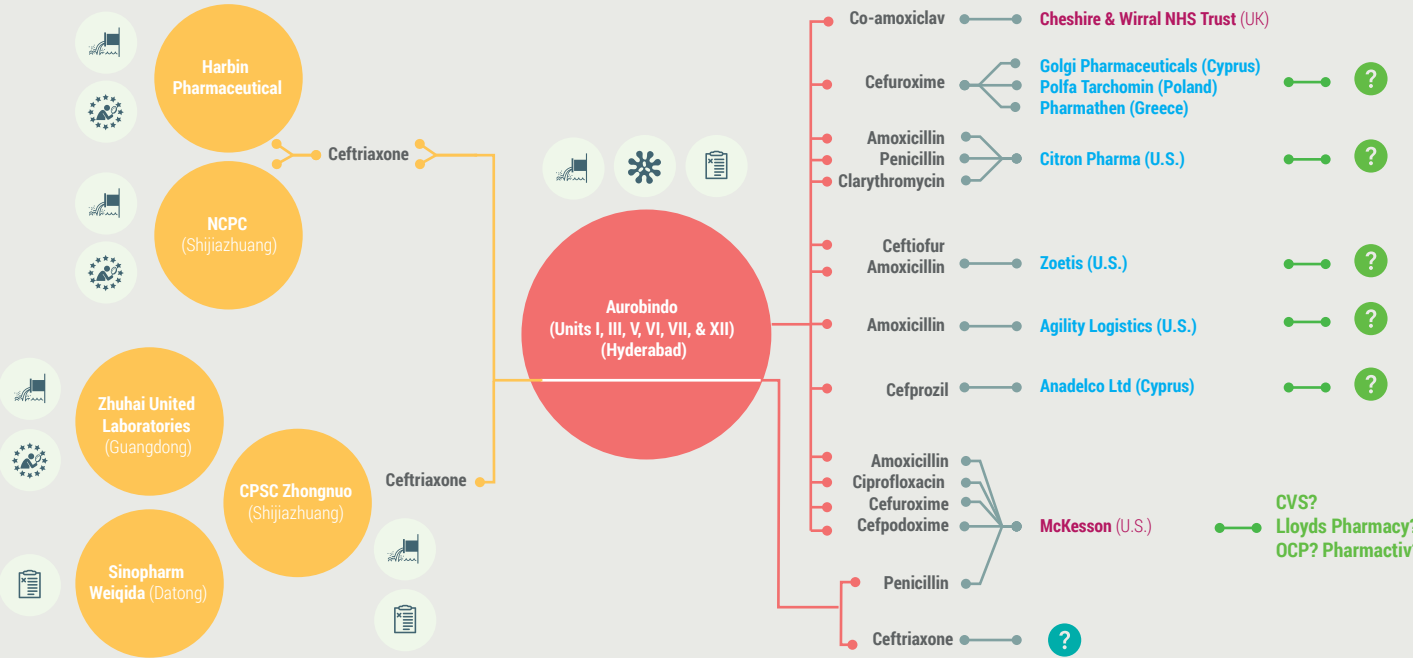 Harbin
Pharmaceutical
Ceftriaxone
NCPC
(Shijiazhuang)
Zhuhai United
Laboratories
(Guangdong)
CPSC Zhongnuo
(Shijiazhuang)
Ceftriaxone
Sinopharm
Weiqida (Datong)
Aurobindo
(Units I, III, V, VI, VII, & XII)
(Hyderabad)
Co-amoxiclav
Cheshire & Wirral NHS Trust (UK)
Cefuroxime
Golgi Pharmaceuticals (Cyprus)
Polfa Tarchomin (Poland)
Pharmathen (Greece)
?
Amoxicillin
Penicillin
Clarythromycin
Citron Pharma (U.S.)
?
Ceftiofur
Amoxicillin
Zoetis (U.S.)
?
Amoxicillin
Agility Logistics (U.S.)
?
Cefprozil
Anadelco Ltd (Cyprus)
?
Amoxicillin
Ciprofloxacin
Cefuroxime
Cefpodoxime
Penicillin
McKesson (U.S.)
CVS?
Lloyds Pharmacy?
OCP? Pharmactiv
Ceftriaxone
?